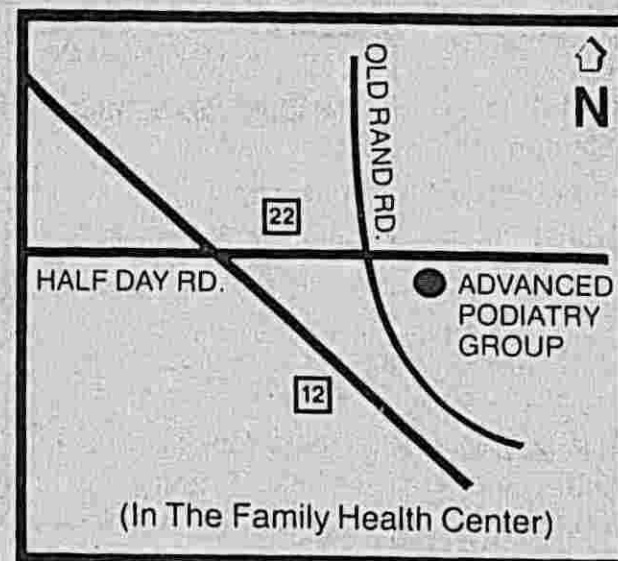 OLD RAND RD.
N
22
HALF DAY RD.
ADVANCED
PODIATRY
GROUP
12
(In The Family Health Center)